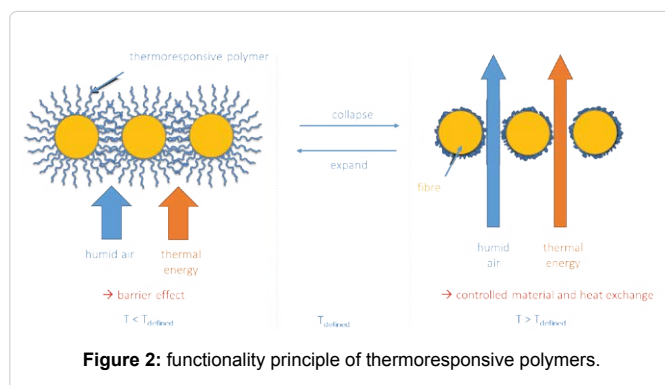 thermoresponsive polymer
collapse
expand
fibre
humid air
thermal
energy
humid
air
thermal
energy
→ barrier effect
→ controlled material and heat exchange
T < Tdefined
Tdefined
T > Tdefined
Figure 2: functionality principle of thermoresponsive polymers.